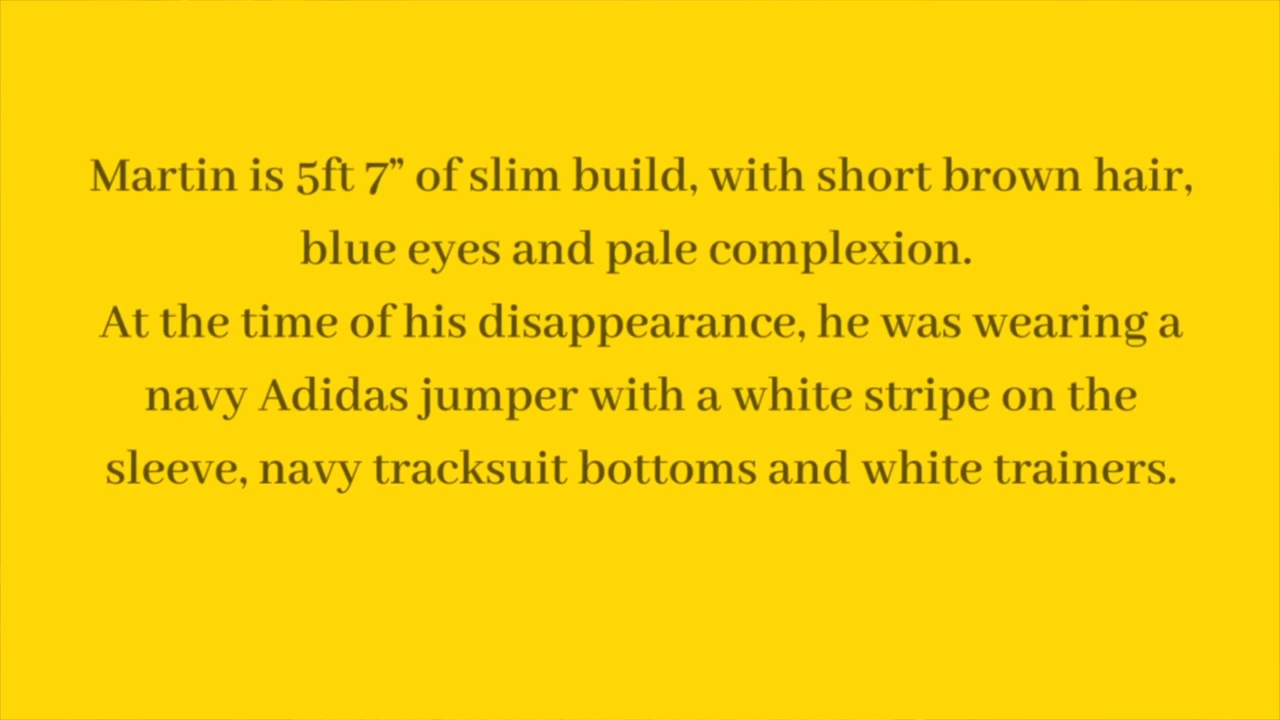 Martin is 5ft 7” of slim build, with short brown hair,
blue eyes and pale complexion.
At the time of his disappearance, he was wearing a
navy Adidas jumper with a white stripe on the
sleeve, navy tracksuit bottoms and white trainers.